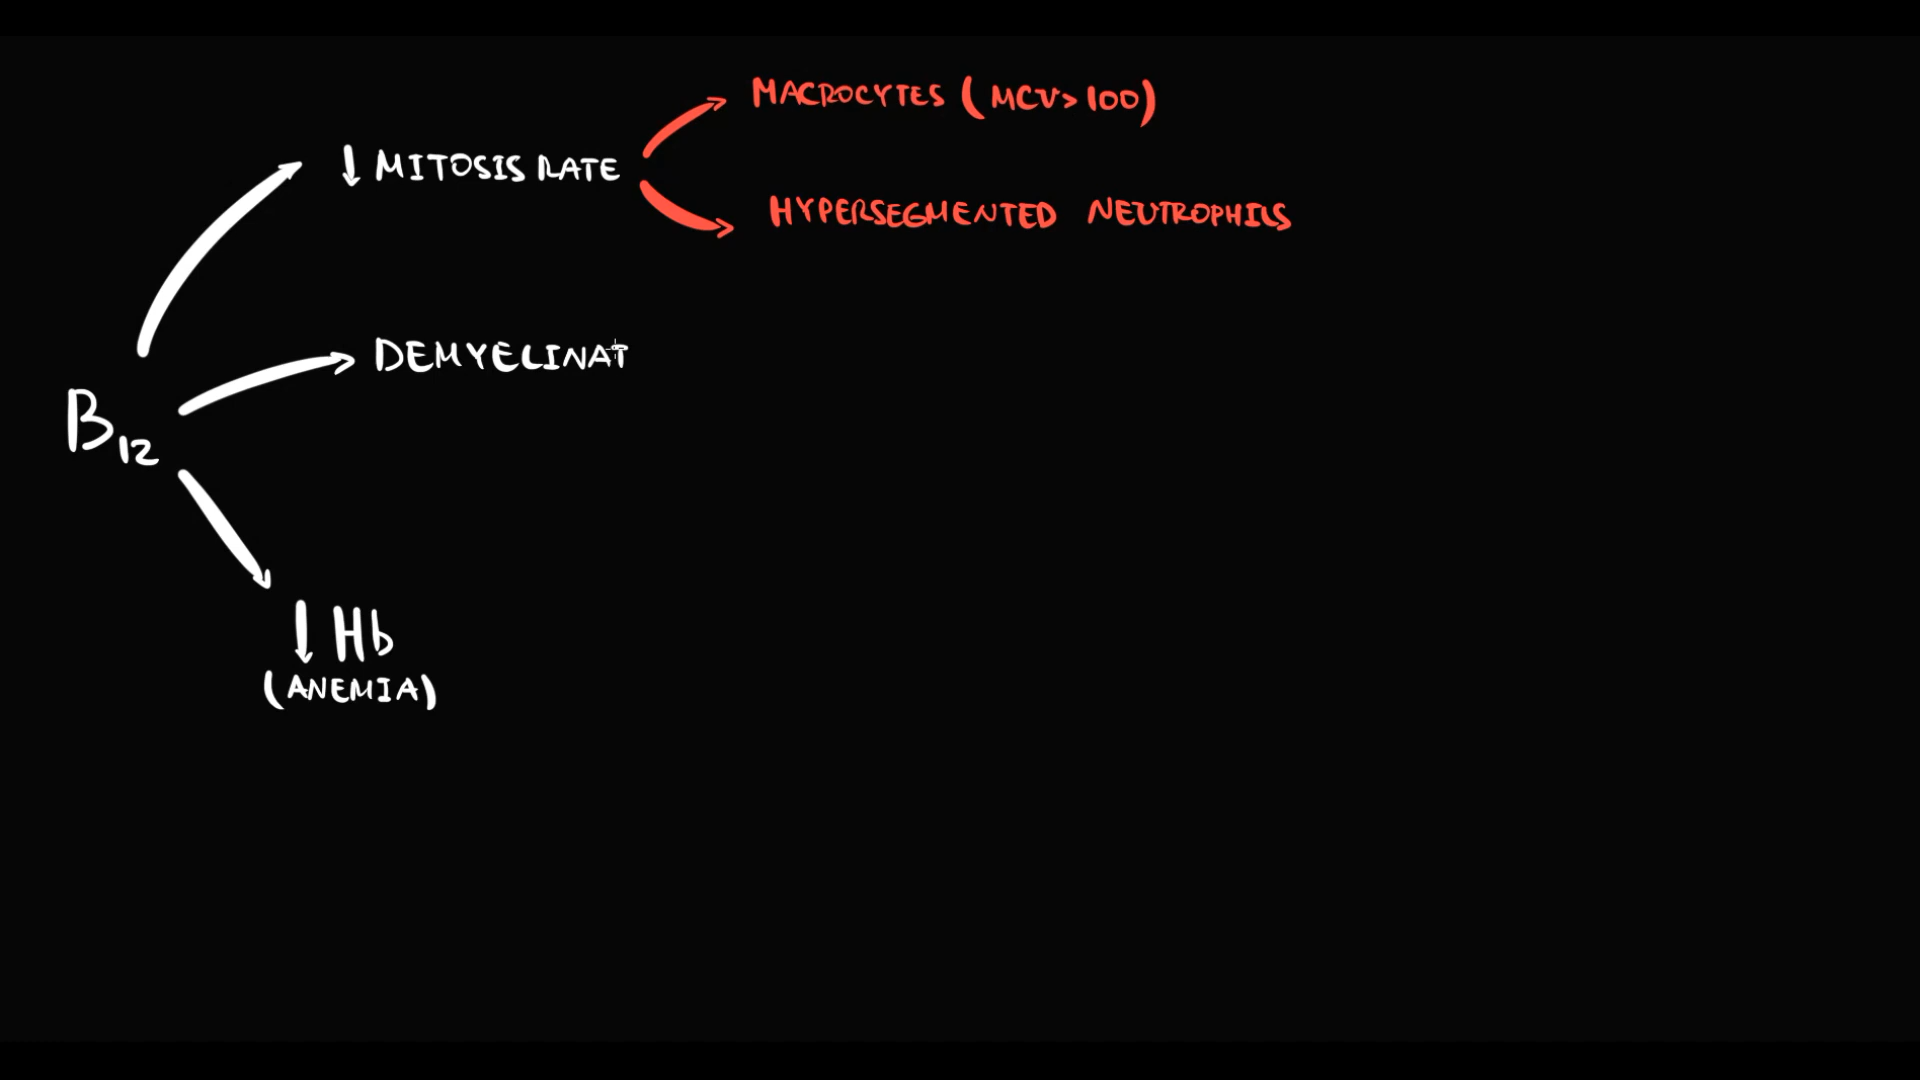 MACROCYTES (MCV > 100)
↓ MITOSIS RATE
HYPERSEGMENTED NEUTROPHILS
DEMYELINAT
B₁₂
↓ Hb
(ANEMIA)